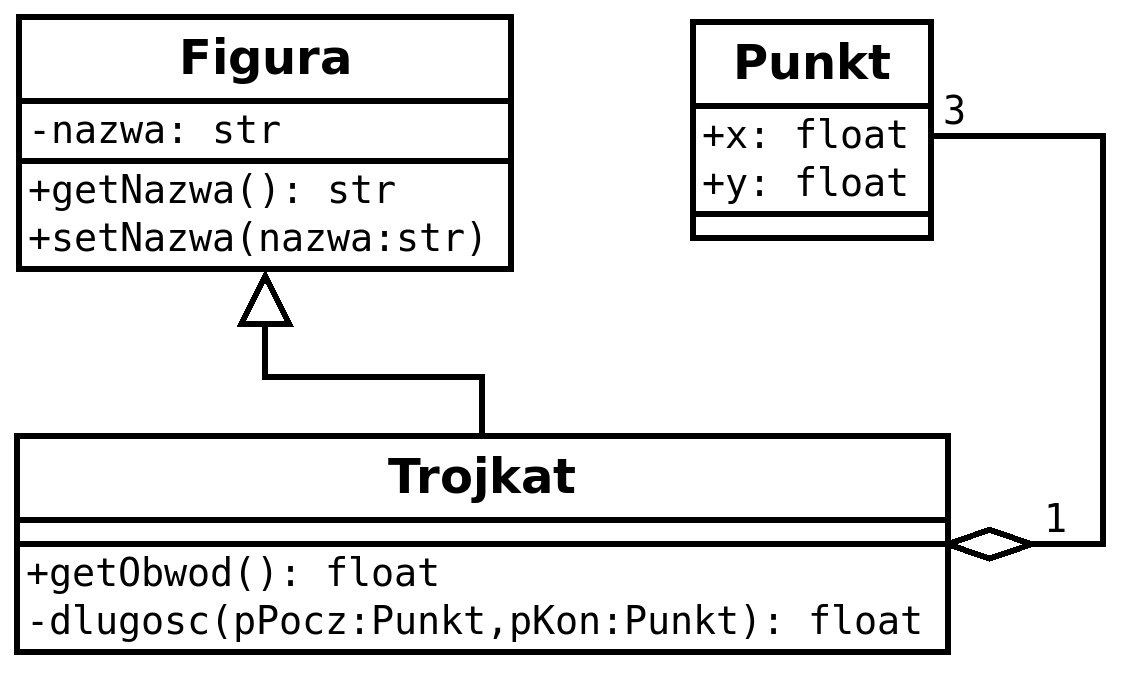 Figura
-nazwa: str
+getNazwa(): str
+setNazwa(nazwa:str)
Punkt
+x: float
+y: float
3
Trojkat
+getObwod(): float
-dlugosc(pPocz:Punkt,pKon:Punkt): float
1